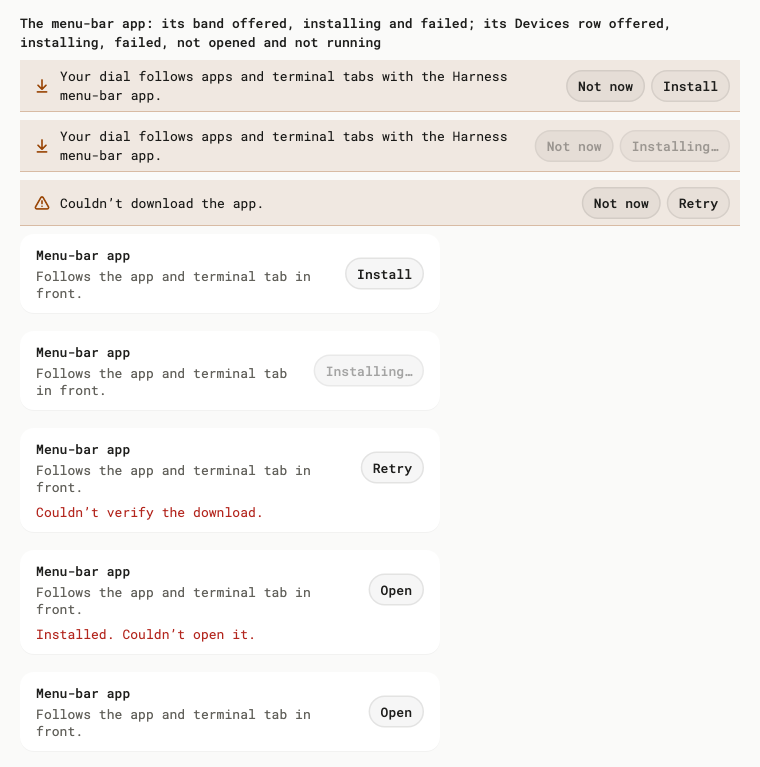 The menu-bar app: its band offered, installing and failed; its Devices row offered,
installing, failed, not opened and not running
Your dial follows apps and terminal tabs with the Harness
menu-bar app.
Not now
Install
Your dial follows apps and terminal tabs with the Harness
menu-bar app.
Not now
Installing…
Couldn’t download the app.
Not now
Retry
Menu-bar app
Follows the app and terminal tab in
front.
Install
Menu-bar app
Follows the app and terminal tab
in front.
Installing…
Menu-bar app
Follows the app and terminal tab in
front.
Retry
Couldn’t verify the download.
Menu-bar app
Follows the app and terminal tab in
front.
Open
Installed. Couldn’t open it.
Menu-bar app
Follows the app and terminal tab in
front.
Open